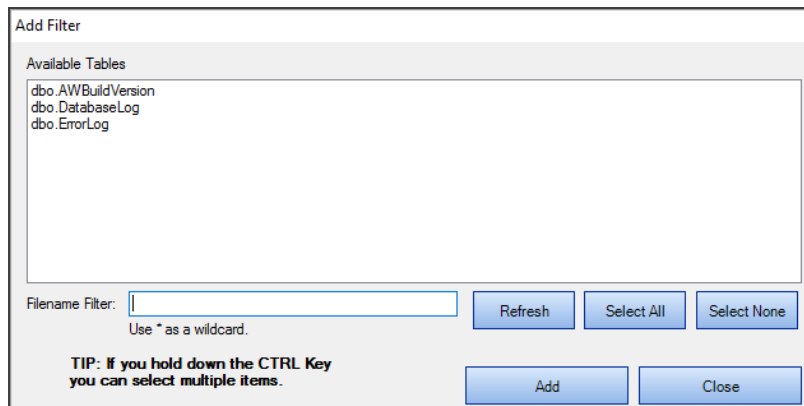 Add Filter
Available Tables
dbo.AWBuildVersion
dbo.DatabaseLog
dbo.ErrorLog
Filename Filter:
Refresh
Select All
Select None
Use * as a wildcard.
TIP: If you hold down the CTRL Key
you can select multiple items.
Add
Close